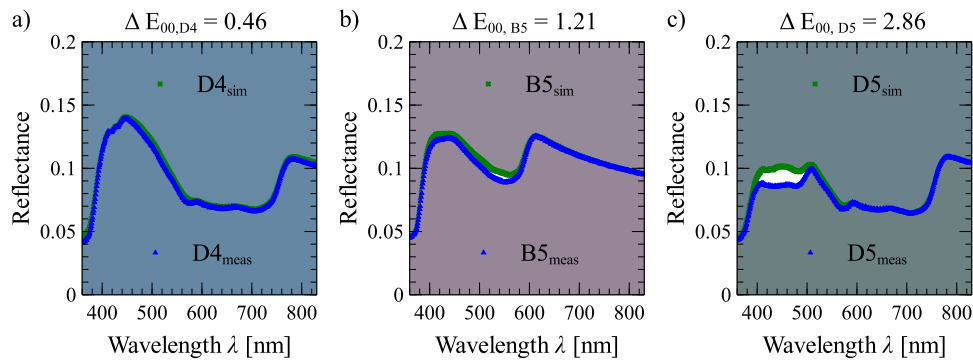 a) Δ E00,D4 = 0.46
0.2
0.15
0.1
0.05
0
Reflectance
D4sim
D4meas
400 500 600 700 800
Wavelength λ [nm]
b) Δ E00, B5 = 1.21
0.2
0.15
0.1
0.05
0
Reflectance
B5sim
B5meas
400 500 600 700 800
Wavelength λ [nm]
c) Δ E00, D5 = 2.86
0.2
0.15
0.1
0.05
0
Reflectance
D5sim
D5meas
400 500 600 700 800
Wavelength λ [nm]